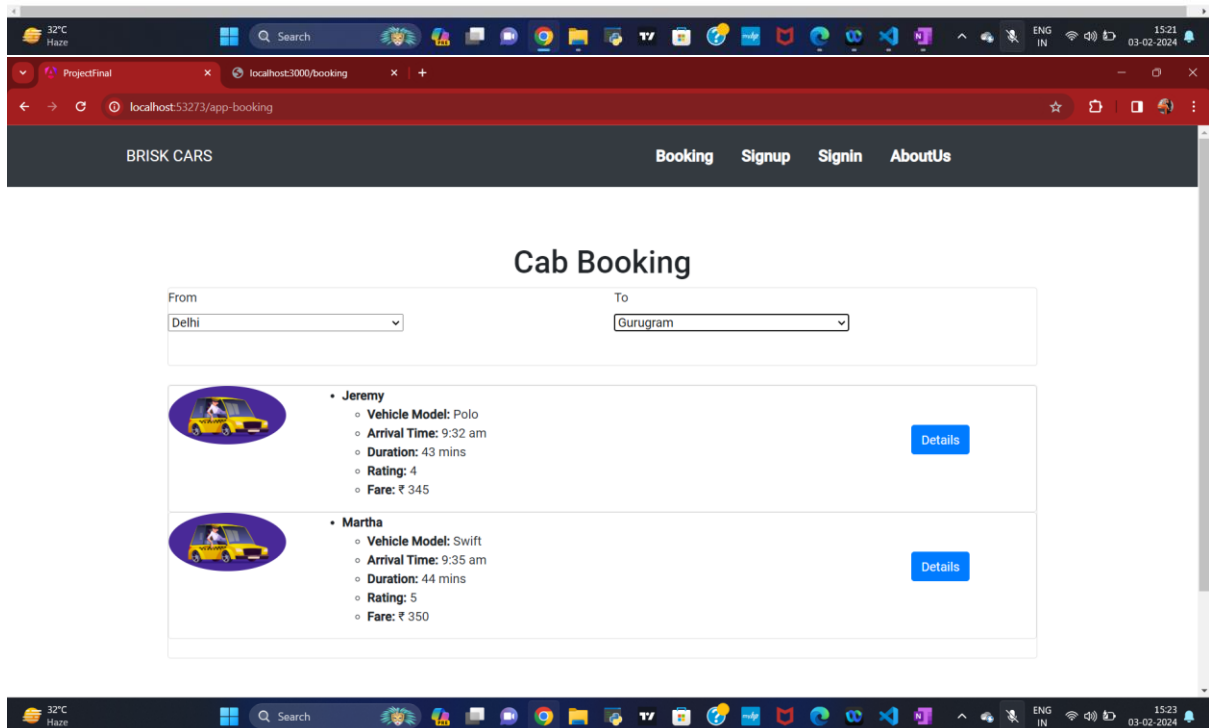 32°C
Haze
Search
ENG
IN
15:21
03-02-2024
ProjectFinal
localhost:3000/booking
localhost:53273/app-booking
BRISK CARS
Booking Signup Signin AboutUs
Cab Booking
From To
Delhi Gurugram
Jeremy
Vehicle Model: Polo
Arrival Time: 9:32 am
Duration: 43 mins
Rating: 4
Fare: ₹ 345
Details
Martha
Vehicle Model: Swift
Arrival Time: 9:35 am
Duration: 44 mins
Rating: 5
Fare: ₹ 350
Details
32°C
Haze
Search
ENG
IN
15:23
03-02-2024